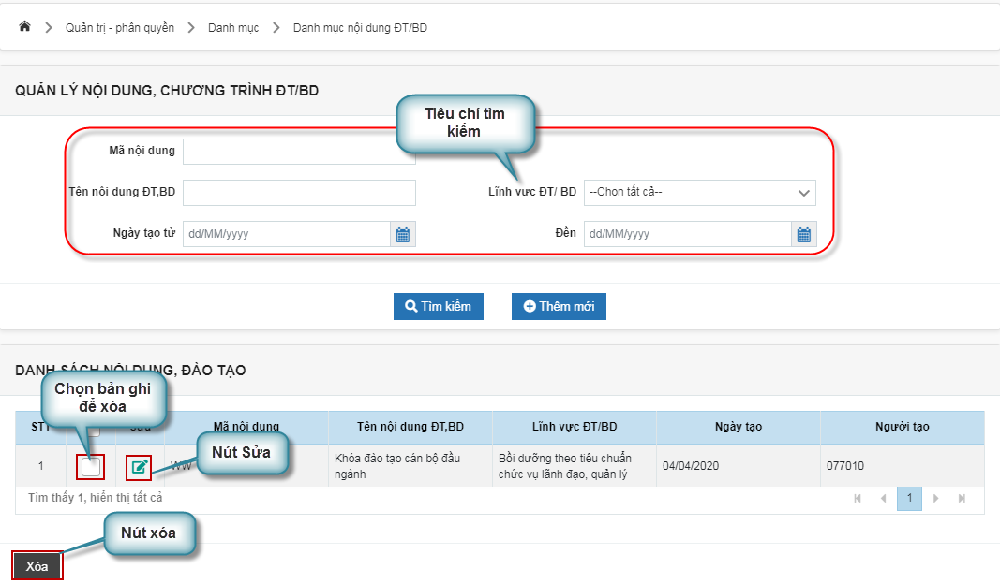 Quản trị - phân quyền Danh mục Danh mục nội dung ĐT/BD
QUẢN LÝ NỘI DUNG, CHƯƠNG TRÌNH ĐT/BD
Tiêu chí tìm
kiếm
Mã nội dung
Tên nội dung ĐT,BD
Lĩnh vực ĐT/ BD --Chọn tất cả--
Ngày tạo từ dd/MM/yyyy
Đến dd/MM/yyyy
Tìm kiếm
Thêm mới
DANH SÁCH NỘI DUNG, ĐÀO TẠO
Chọn bản ghi
để xóa
STT Sửa Mã nội dung Tên nội dung ĐT,BD Lĩnh vực ĐT/BD Ngày tạo Người tạo
Nút Sửa
1 WW Khóa đào tạo cán bộ đầu
ngành
Bồi dưỡng theo tiêu chuẩn
chức vụ lãnh đạo, quản lý
04/04/2020 077010
Tìm thấy 1, hiển thị tất cả
1
Nút xóa
Xóa